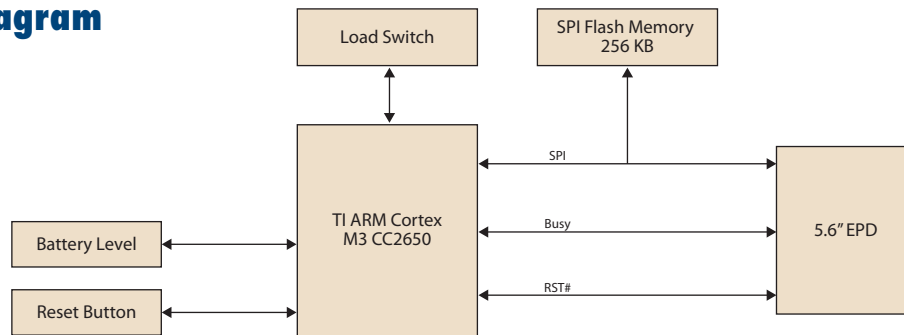 agram
Load Switch
SPI Flash Memory
256 KB
SPI
TI ARM Cortex
M3 CC2650
Busy
5.6” EPD
Battery Level
RST#
Reset Button